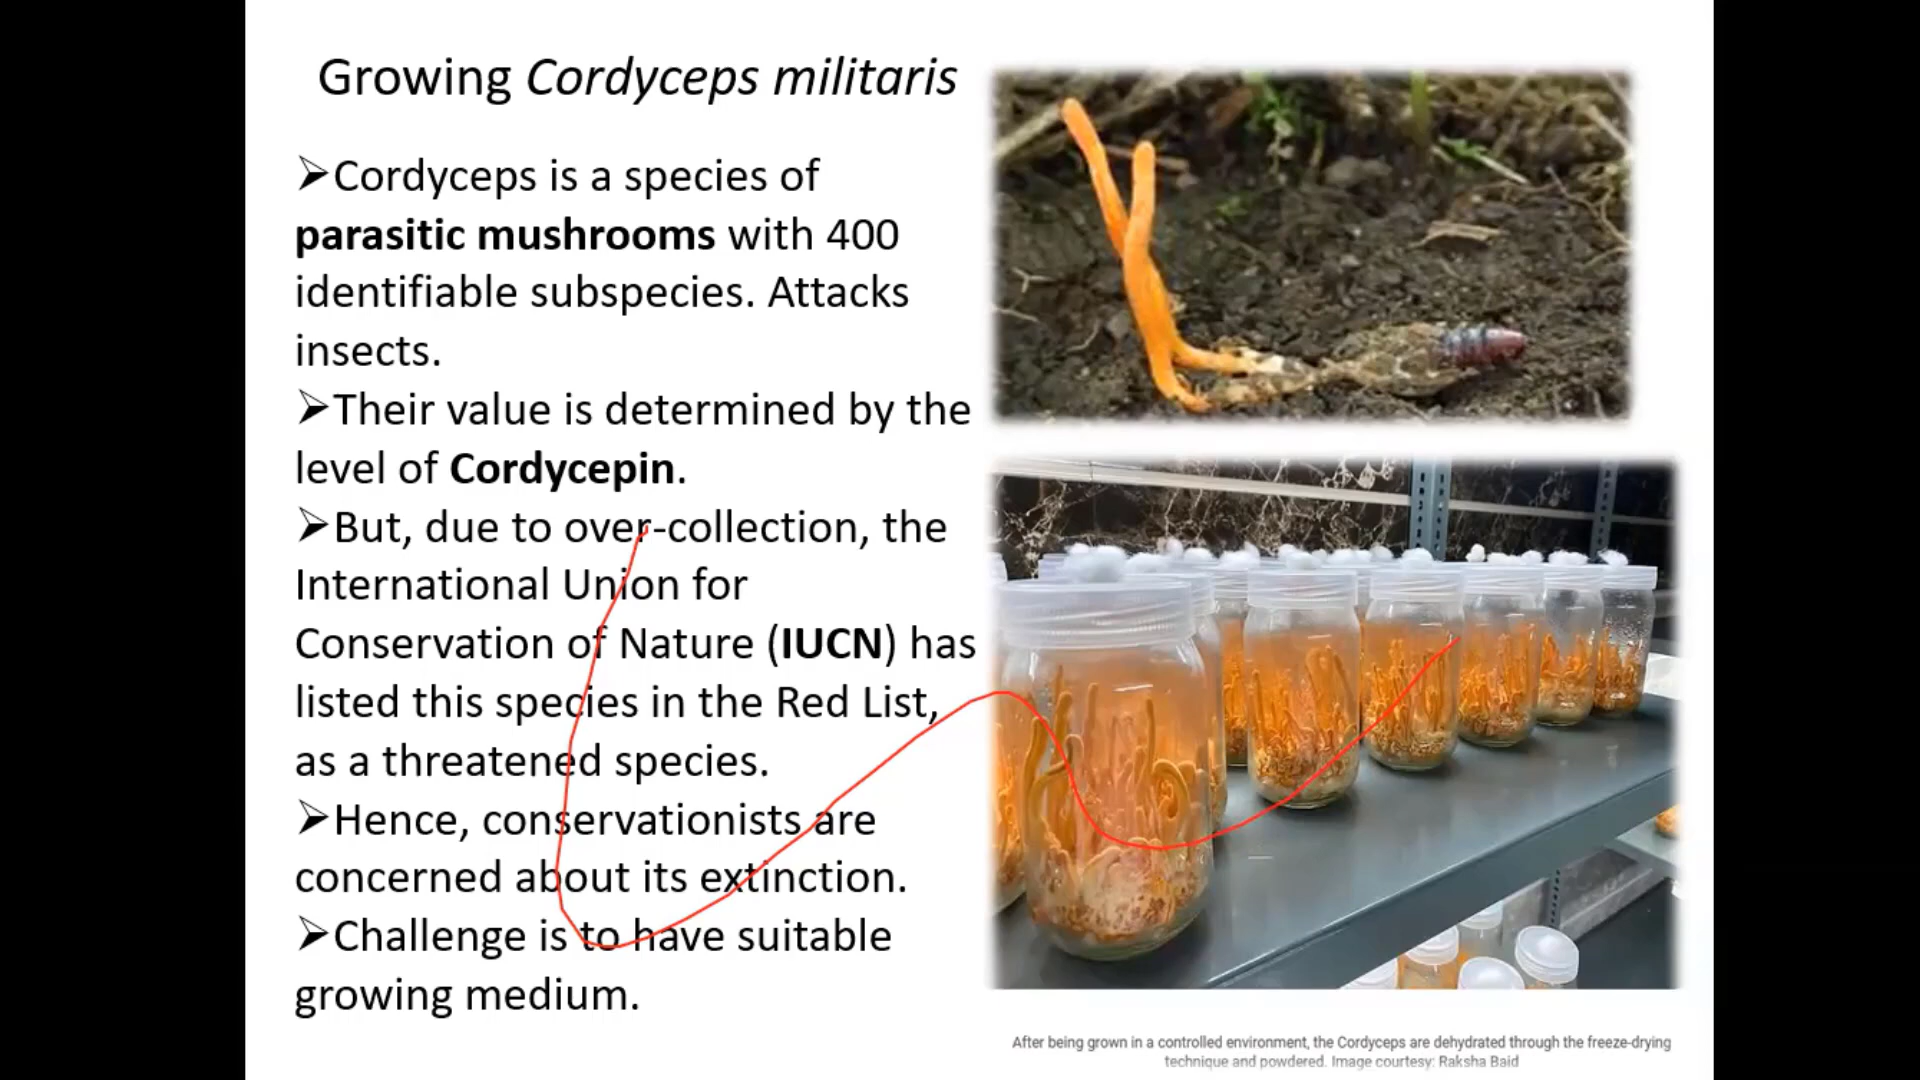 Growing Cordyceps militaris
➢Cordyceps is a species of
parasitic mushrooms with 400
identifiable subspecies. Attacks
insects.
➢Their value is determined by the
level of Cordycepin.
➢But, due to over-collection, the
International Union for
Conservation of Nature (IUCN) has
listed this species in the Red List,
as a threatened species.
➢Hence, conservationists are
concerned about its extinction.
➢Challenge is to have suitable
growing medium.
After being grown in a controlled environment, the Cordyceps are dehydrated through the freeze-drying
technique and powdered. Image courtesy: Raksha Baid